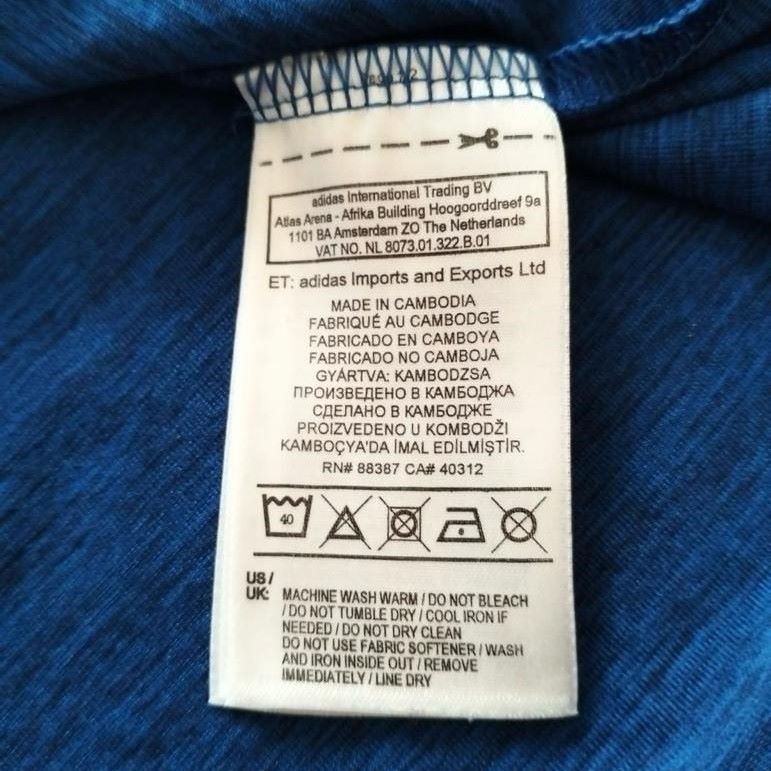 adidas International Trading BV
Atlas Arena - Afrika Building Hoogoorddreef 9a
1101 BA Amsterdam ZO The Netherlands
VAT NO. NL 8073.01.322.B.01
ET: adidas Imports and Exports Ltd
MADE IN CAMBODIA
FABRIQUÉ AU CAMBODGE
FABRICADO EN CAMBOYA
FABRICADO NO CAMBOJA
GYÁRTVA: KAMBODZSA
ПРОИЗВЕДЕНО В КАМБОДЖА
СДЕЛАНО В КАМБОДЖЕ
PROIZVEDENO U KOMBODŽI
KAMBOÇYA'DA İMAL EDİLMİŞTİR.
RN# 88387 CA# 40312
40
US /
UK: MACHINE WASH WARM / DO NOT BLEACH
/ DO NOT TUMBLE DRY / COOL IRON IF
NEEDED / DO NOT DRY CLEAN
DO NOT USE FABRIC SOFTENER / WASH
AND IRON INSIDE OUT / REMOVE
IMMEDIATELY / LINE DRY